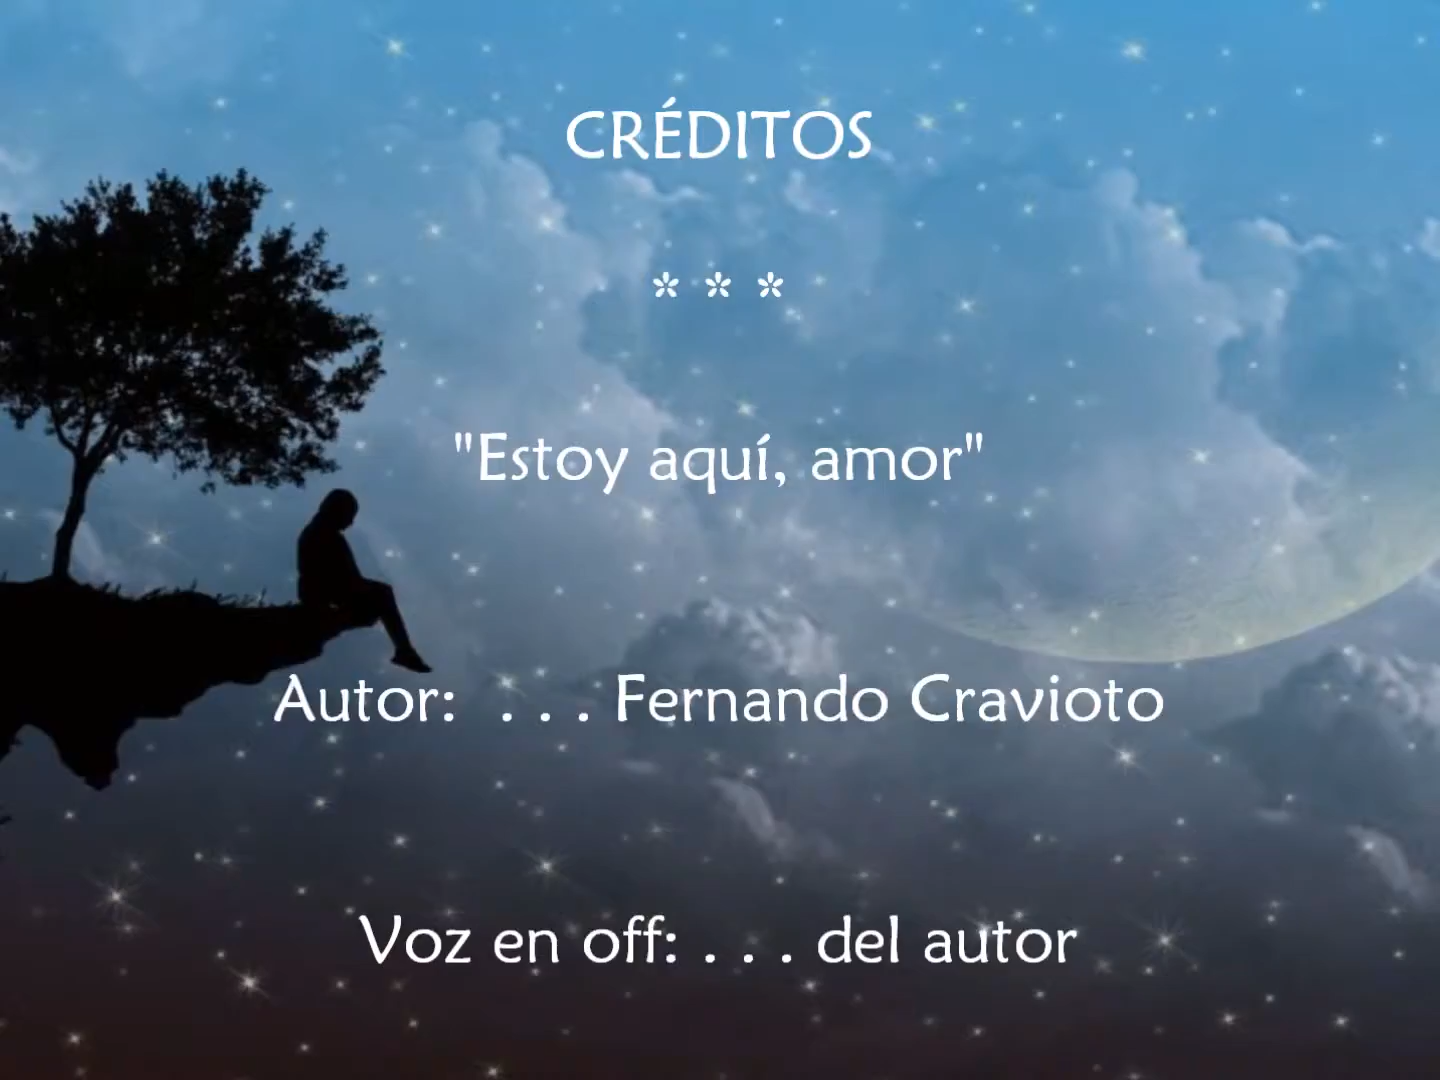 CRÉDITOS
* * *
"Estoy aquí, amor"
Autor:  . . . Fernando Cravioto
Voz en off: . . . del autor